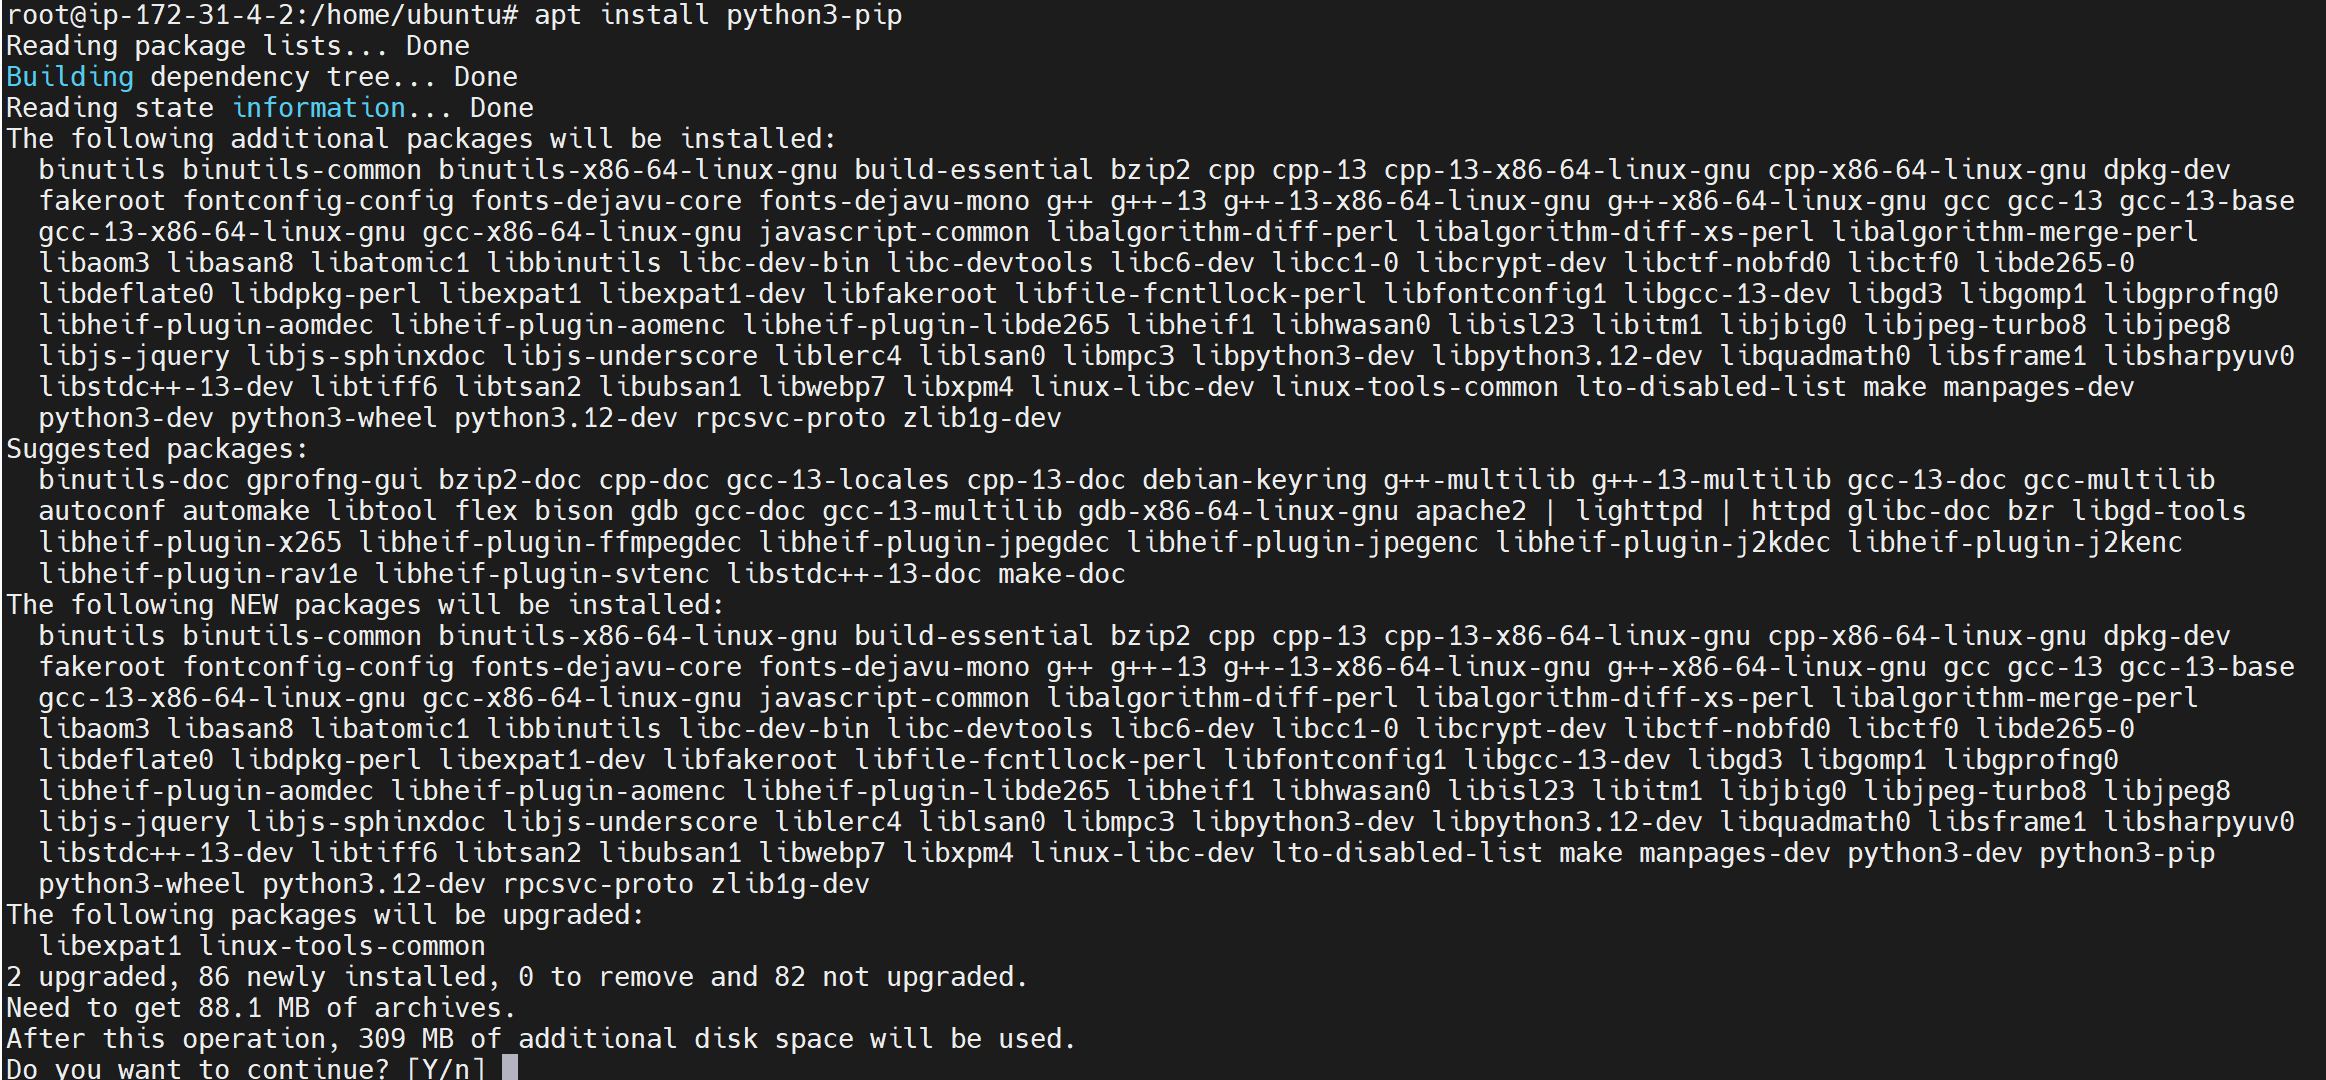 root@ip-172-31-4-2:/home/ubuntu# apt install python3-pip
Reading package lists... Done
Building dependency tree... Done
Reading state information... Done
The following additional packages will be installed:
  binutils binutils-common binutils-x86-64-linux-gnu build-essential bzip2 cpp cpp-13 cpp-13-x86-64-linux-gnu cpp-x86-64-linux-gnu dpkg-dev
  fakeroot fontconfig-config fonts-dejavu-core fonts-dejavu-mono g++ g++-13 g++-13-x86-64-linux-gnu g++-x86-64-linux-gnu gcc gcc-13 gcc-13-base
  gcc-13-x86-64-linux-gnu gcc-x86-64-linux-gnu javascript-common libalgorithm-diff-perl libalgorithm-diff-xs-perl libalgorithm-merge-perl
  libaom3 libasan8 libatomic1 libbinutils libc-dev-bin libc-devtools libc6-dev libcc1-0 libcrypt-dev libctf-nobfd0 libctf0 libde265-0
  libdeflate0 libdpkg-perl libexpat1 libexpat1-dev libfakeroot libfile-fcntllock-perl libfontconfig1 libgcc-13-dev libgd3 libgomp1 libgprofng0
  libheif-plugin-aomdec libheif-plugin-aomenc libheif-plugin-libde265 libheif1 libhwasan0 libisl23 libitm1 libjbig0 libjpeg-turbo8 libjpeg8
  libjs-jquery libjs-sphinxdoc libjs-underscore liblerc4 liblsan0 libmpc3 libpython3-dev libpython3.12-dev libquadmath0 libsframe1 libsharpyuv0
  libstdc++-13-dev libtiff6 libtsan2 libubsan1 libwebp7 libxpm4 linux-libc-dev linux-tools-common lto-disabled-list make manpages-dev
  python3-dev python3-wheel python3.12-dev rpcsvc-proto zlib1g-dev
Suggested packages:
  binutils-doc gprofng-gui bzip2-doc cpp-doc gcc-13-locales cpp-13-doc debian-keyring g++-multilib g++-13-multilib gcc-13-doc gcc-multilib
  autoconf automake libtool flex bison gdb gcc-doc gcc-13-multilib gdb-x86-64-linux-gnu apache2 | lighttpd | httpd glibc-doc bzr libgd-tools
  libheif-plugin-x265 libheif-plugin-ffmpegdec libheif-plugin-jpegdec libheif-plugin-jpegenc libheif-plugin-j2kdec libheif-plugin-j2kenc
  libheif-plugin-rav1e libheif-plugin-svtenc libstdc++-13-doc make-doc
The following NEW packages will be installed:
  binutils binutils-common binutils-x86-64-linux-gnu build-essential bzip2 cpp cpp-13 cpp-13-x86-64-linux-gnu cpp-x86-64-linux-gnu dpkg-dev
  fakeroot fontconfig-config fonts-dejavu-core fonts-dejavu-mono g++ g++-13 g++-13-x86-64-linux-gnu g++-x86-64-linux-gnu gcc gcc-13 gcc-13-base
  gcc-13-x86-64-linux-gnu gcc-x86-64-linux-gnu javascript-common libalgorithm-diff-perl libalgorithm-diff-xs-perl libalgorithm-merge-perl
  libaom3 libasan8 libatomic1 libbinutils libc-dev-bin libc-devtools libc6-dev libcc1-0 libcrypt-dev libctf-nobfd0 libctf0 libde265-0
  libdeflate0 libdpkg-perl libexpat1-dev libfakeroot libfile-fcntllock-perl libfontconfig1 libgcc-13-dev libgd3 libgomp1 libgprofng0
  libheif-plugin-aomdec libheif-plugin-aomenc libheif-plugin-libde265 libheif1 libhwasan0 libisl23 libitm1 libjbig0 libjpeg-turbo8 libjpeg8
  libjs-jquery libjs-sphinxdoc libjs-underscore liblerc4 liblsan0 libmpc3 libpython3-dev libpython3.12-dev libquadmath0 libsframe1 libsharpyuv0
  libstdc++-13-dev libtiff6 libtsan2 libubsan1 libwebp7 libxpm4 linux-libc-dev lto-disabled-list make manpages-dev python3-dev python3-pip
  python3-wheel python3.12-dev rpcsvc-proto zlib1g-dev
The following packages will be upgraded:
  libexpat1 linux-tools-common
2 upgraded, 86 newly installed, 0 to remove and 82 not upgraded.
Need to get 88.1 MB of archives.
After this operation, 309 MB of additional disk space will be used.
Do you want to continue? [Y/n]